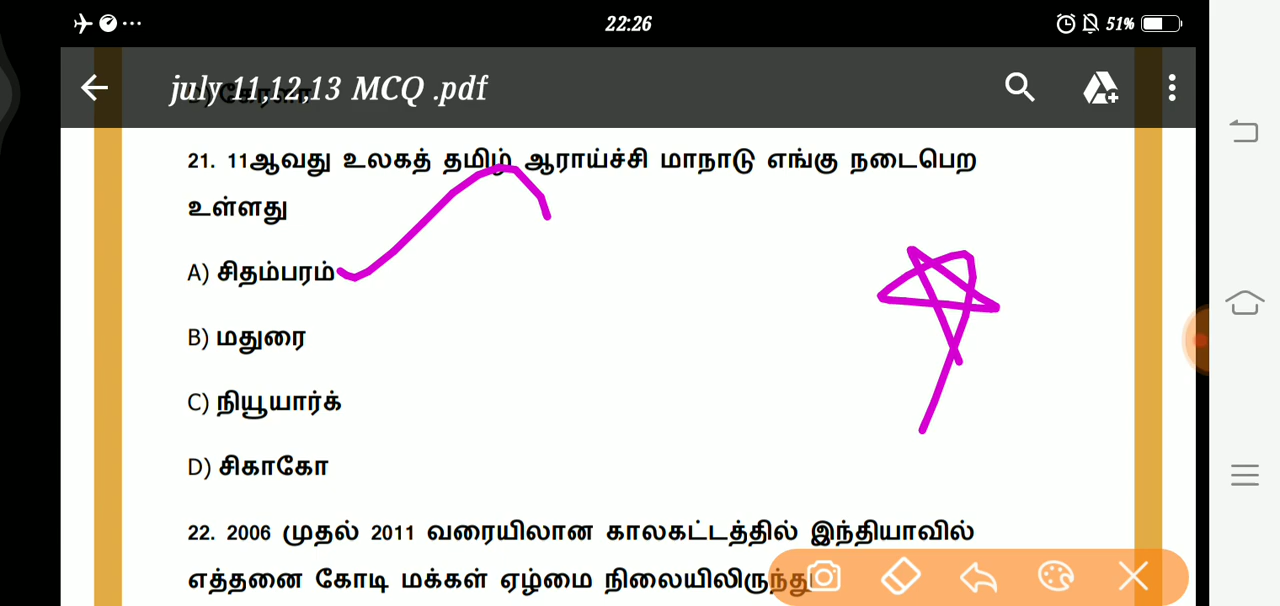 22:26
51%
july 11,12,13 MCQ .pdf
21. 11ஆவது உலகத் தமிழ் ஆராய்ச்சி மாநாடு எங்கு நடைபெற
உள்ளது
A) சிதம்பரம்
B) மதுரை
C) நியூயார்க்
D) சிகாகோ
22. 2006 முதல் 2011 வரையிலான காலகட்டத்தில் இந்தியாவில்
எத்தனை கோடி மக்கள் ஏழ்மை நிலையிலிருந்து